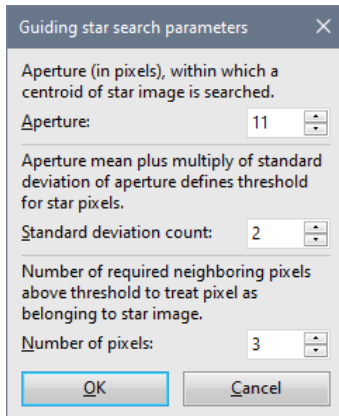 Guiding star search parameters
Aperture (in pixels), within which a
centroid of star image is searched.
Aperture: 11
Aperture mean plus multiply of standard
deviation of aperture defines threshold
for star pixels.
Standard deviation count: 2
Number of required neighboring pixels
above threshold to treat pixel as
belonging to star image.
Number of pixels: 3
OK Cancel